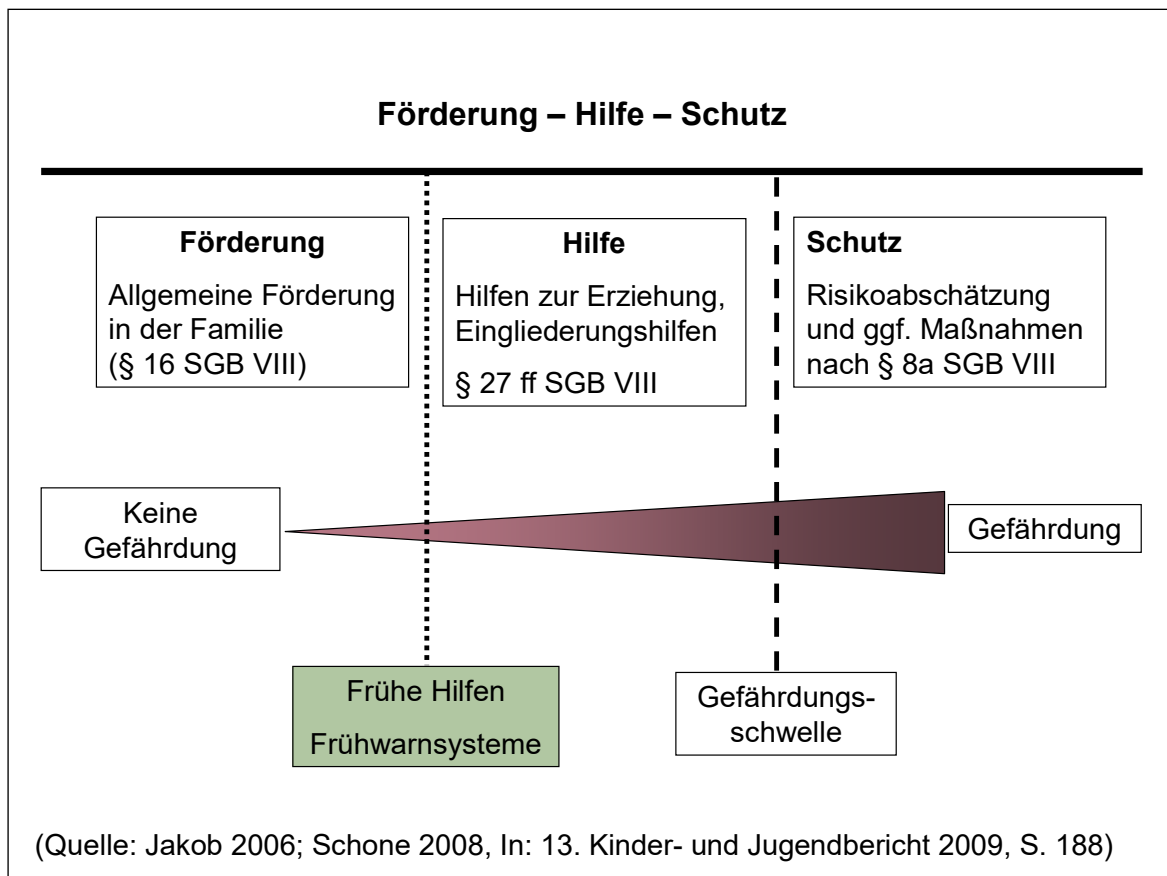 Förderung – Hilfe – Schutz
Förderung
Allgemeine Förderung
in der Familie
(§ 16 SGB VIII)
Hilfe
Hilfen zur Erziehung,
Eingliederungshilfen
§ 27 ff SGB VIII
Schutz
Risikoabschätzung
und ggf. Maßnahmen
nach § 8a SGB VIII
Keine
Gefährdung
Gefährdung
Frühe Hilfen
Frühwarnsysteme
Gefährdungs-
schwelle
(Quelle: Jakob 2006; Schone 2008, In: 13. Kinder- und Jugendbericht 2009, S. 188)